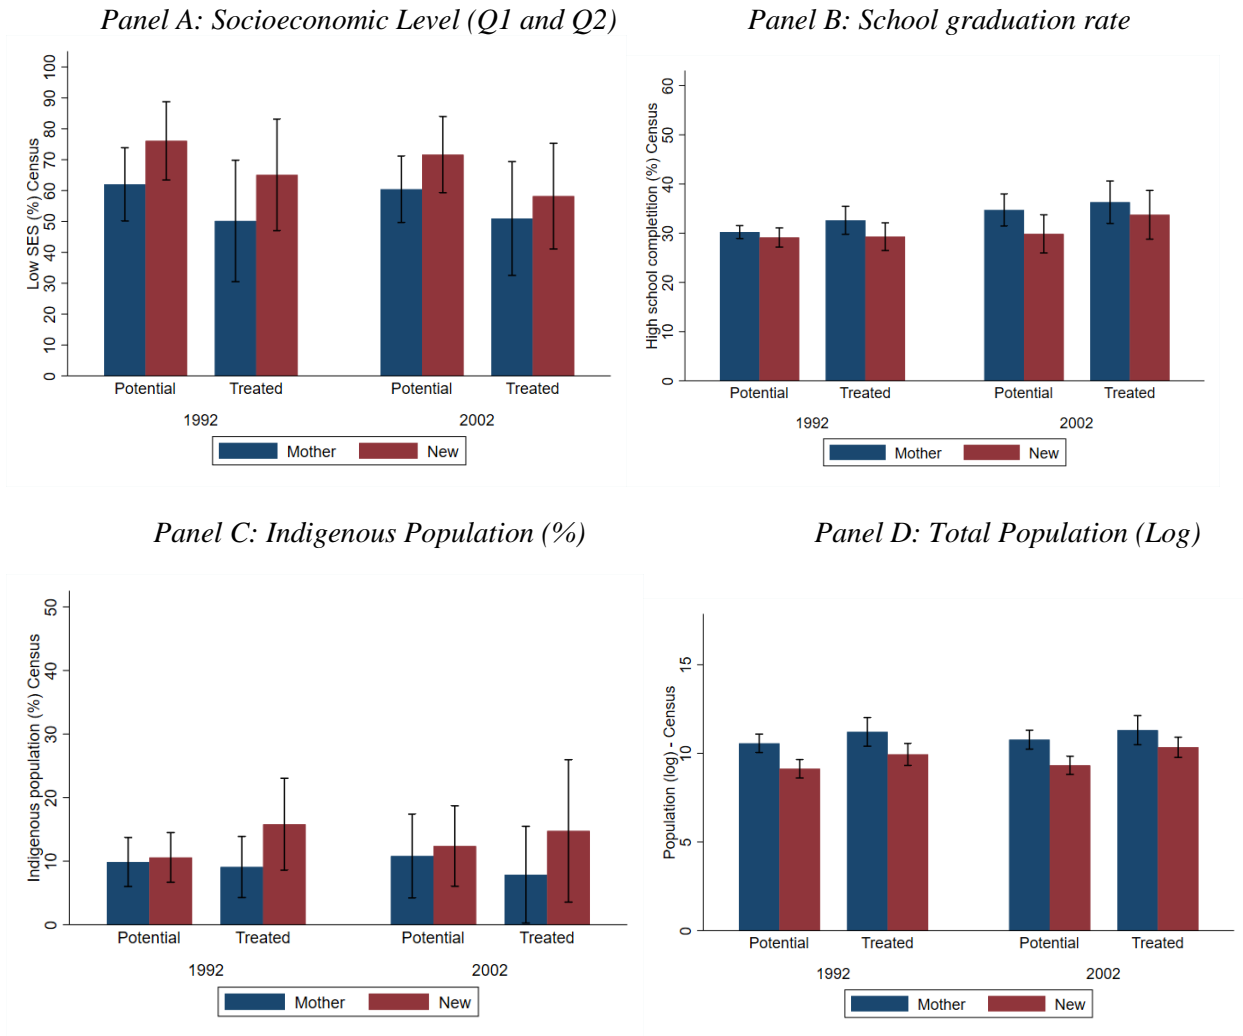 Panel A: Socioeconomic Level (Q1 and Q2)
Low SES (%) Census
100
90
80
70
60
50
40
30
20
10
0
Potential Treated Potential Treated
1992 2002
Mother New
Panel B: School graduation rate
High school completition (%) Census
60
50
40
30
20
10
0
Potential Treated Potential Treated
1992 2002
Mother New
Panel C: Indigenous Population (%)
Indigenous population (%) Census
50
40
30
20
10
0
Potential Treated Potential Treated
1992 2002
Mother New
Panel D: Total Population (Log)
Population (log) - Census
15
10
5
0
Potential Treated Potential Treated
1992 2002
Mother New